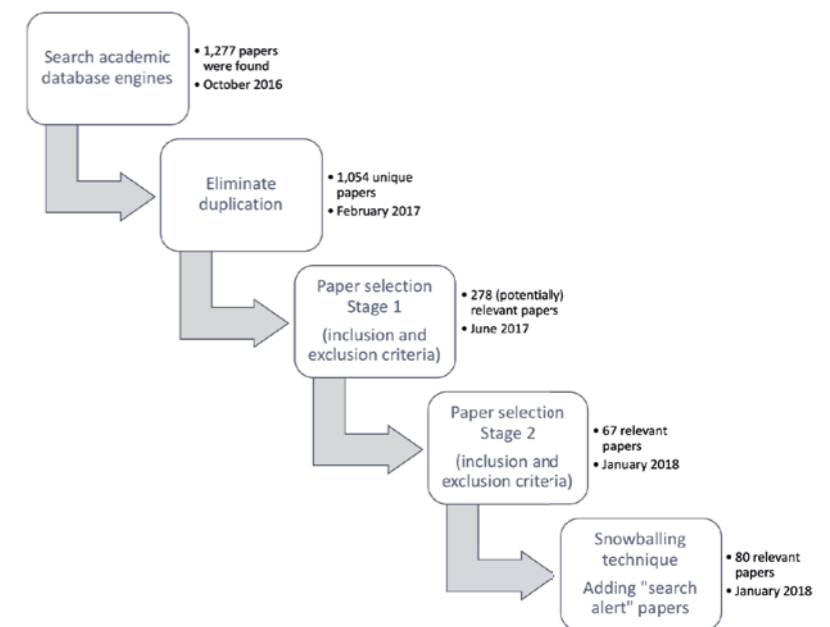 Search academic
database engines
• 1,277 papers
were found
• October 2016
Eliminate
duplication
• 1,054 unique
papers
• February 2017
Paper selection
Stage 1
(inclusion and
exclusion criteria)
• 278 (potentially)
relevant papers
• June 2017
Paper selection
Stage 2
(inclusion and
exclusion criteria)
• 67 relevant
papers
• January 2018
Snowballing
technique
Adding "search
alert" papers
• 80 relevant
papers
• January 2018